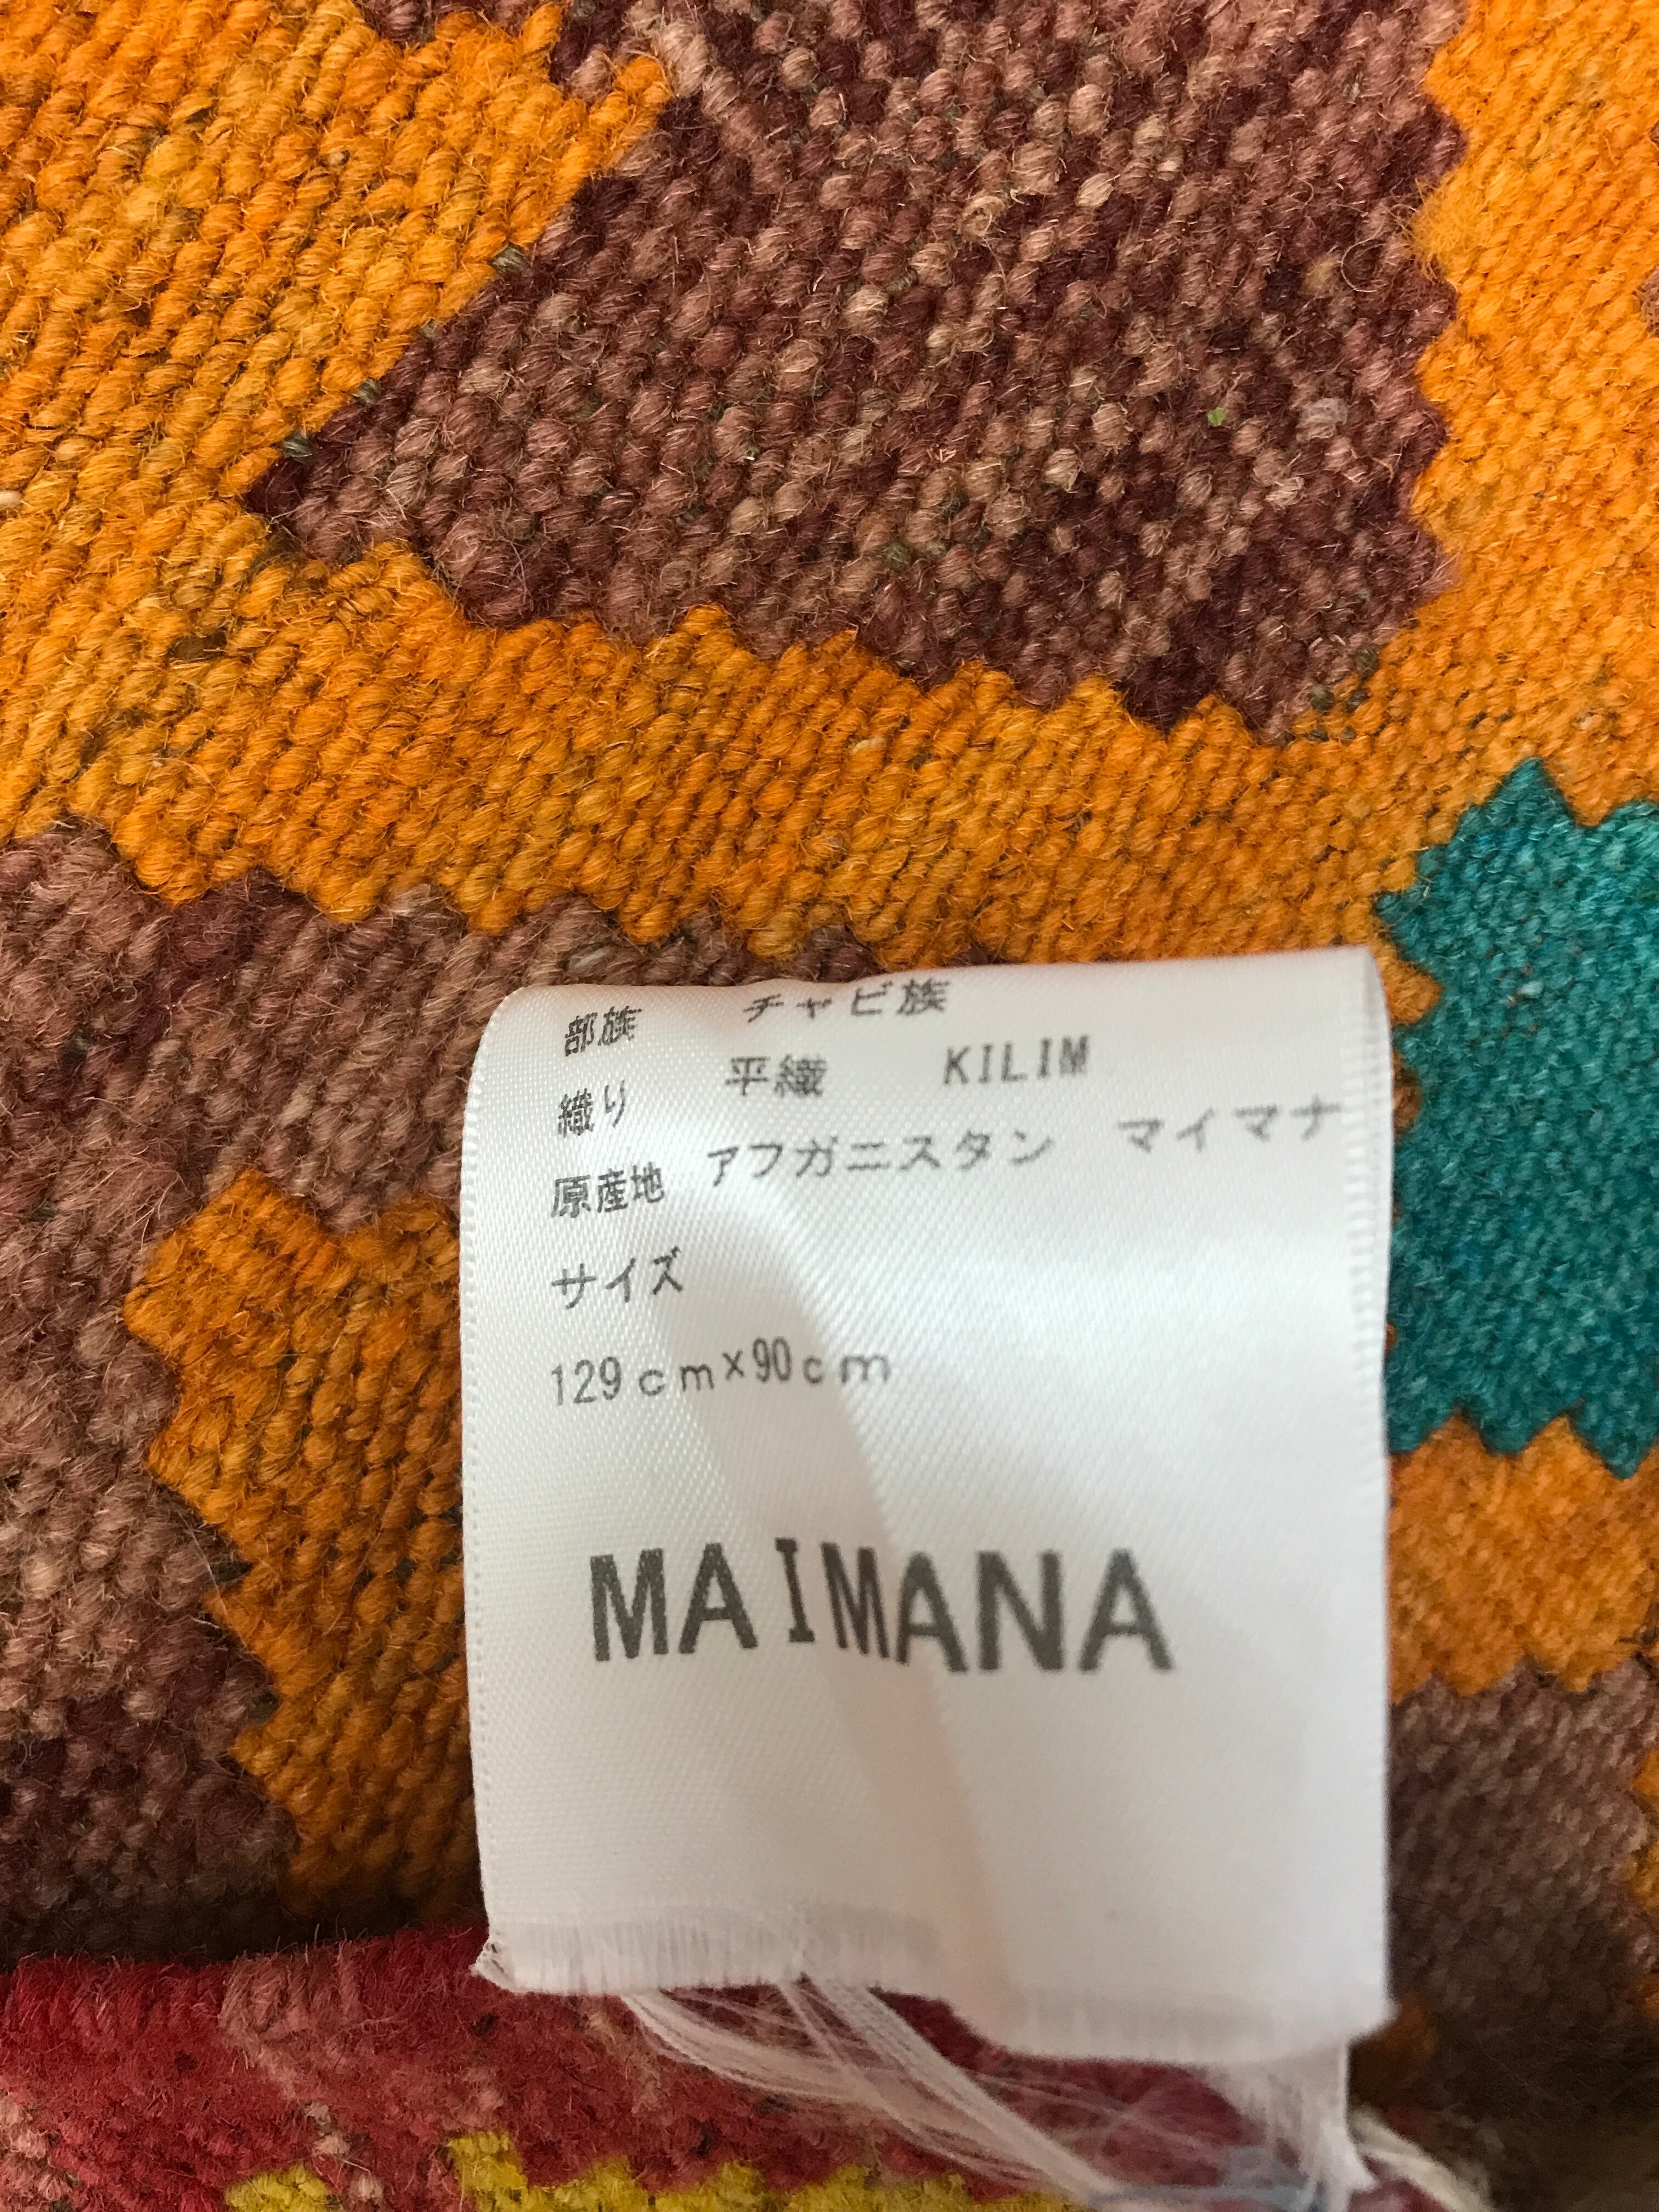 部族 チャビ族
織り 平織 KILIM
原産地 アフガニスタン マイマナ
サイズ
129cm×90cm
MAIMANA